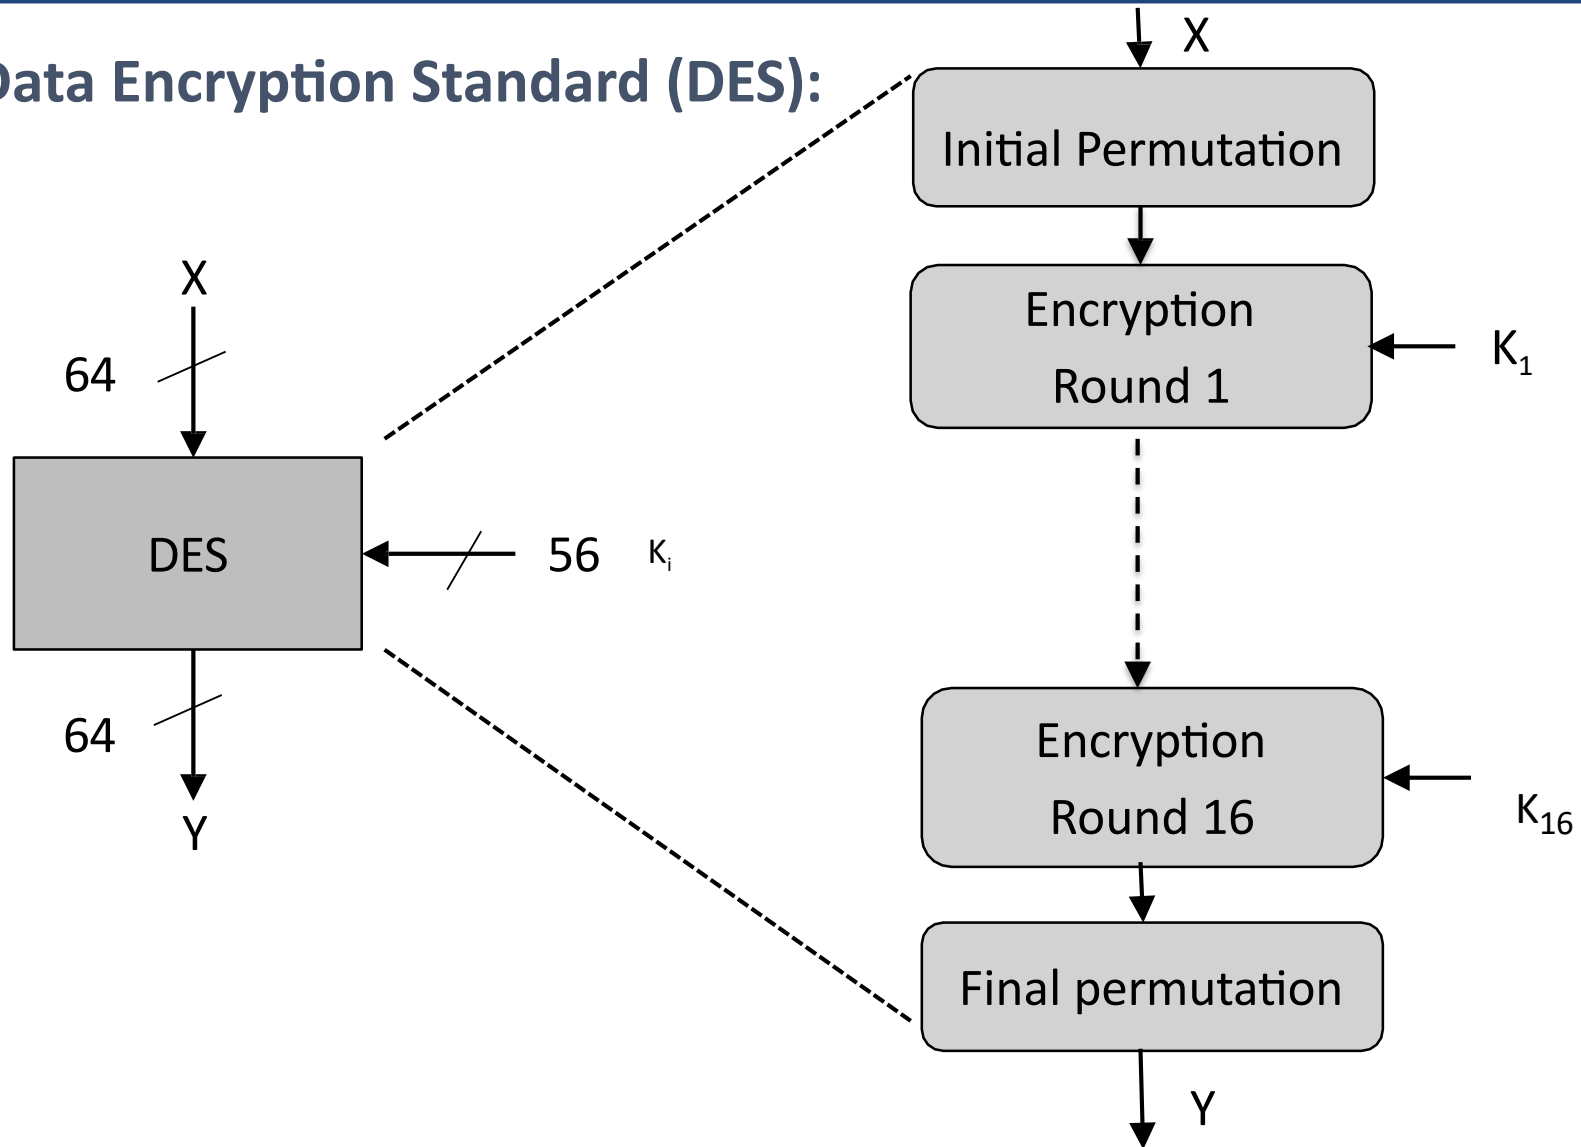 Data Encryption Standard (DES):
X
64
DES
56 Kᵢ
64
Y
X
Initial Permutation
Encryption
Round 1
K₁
Encryption
Round 16
K₁₆
Final permutation
Y